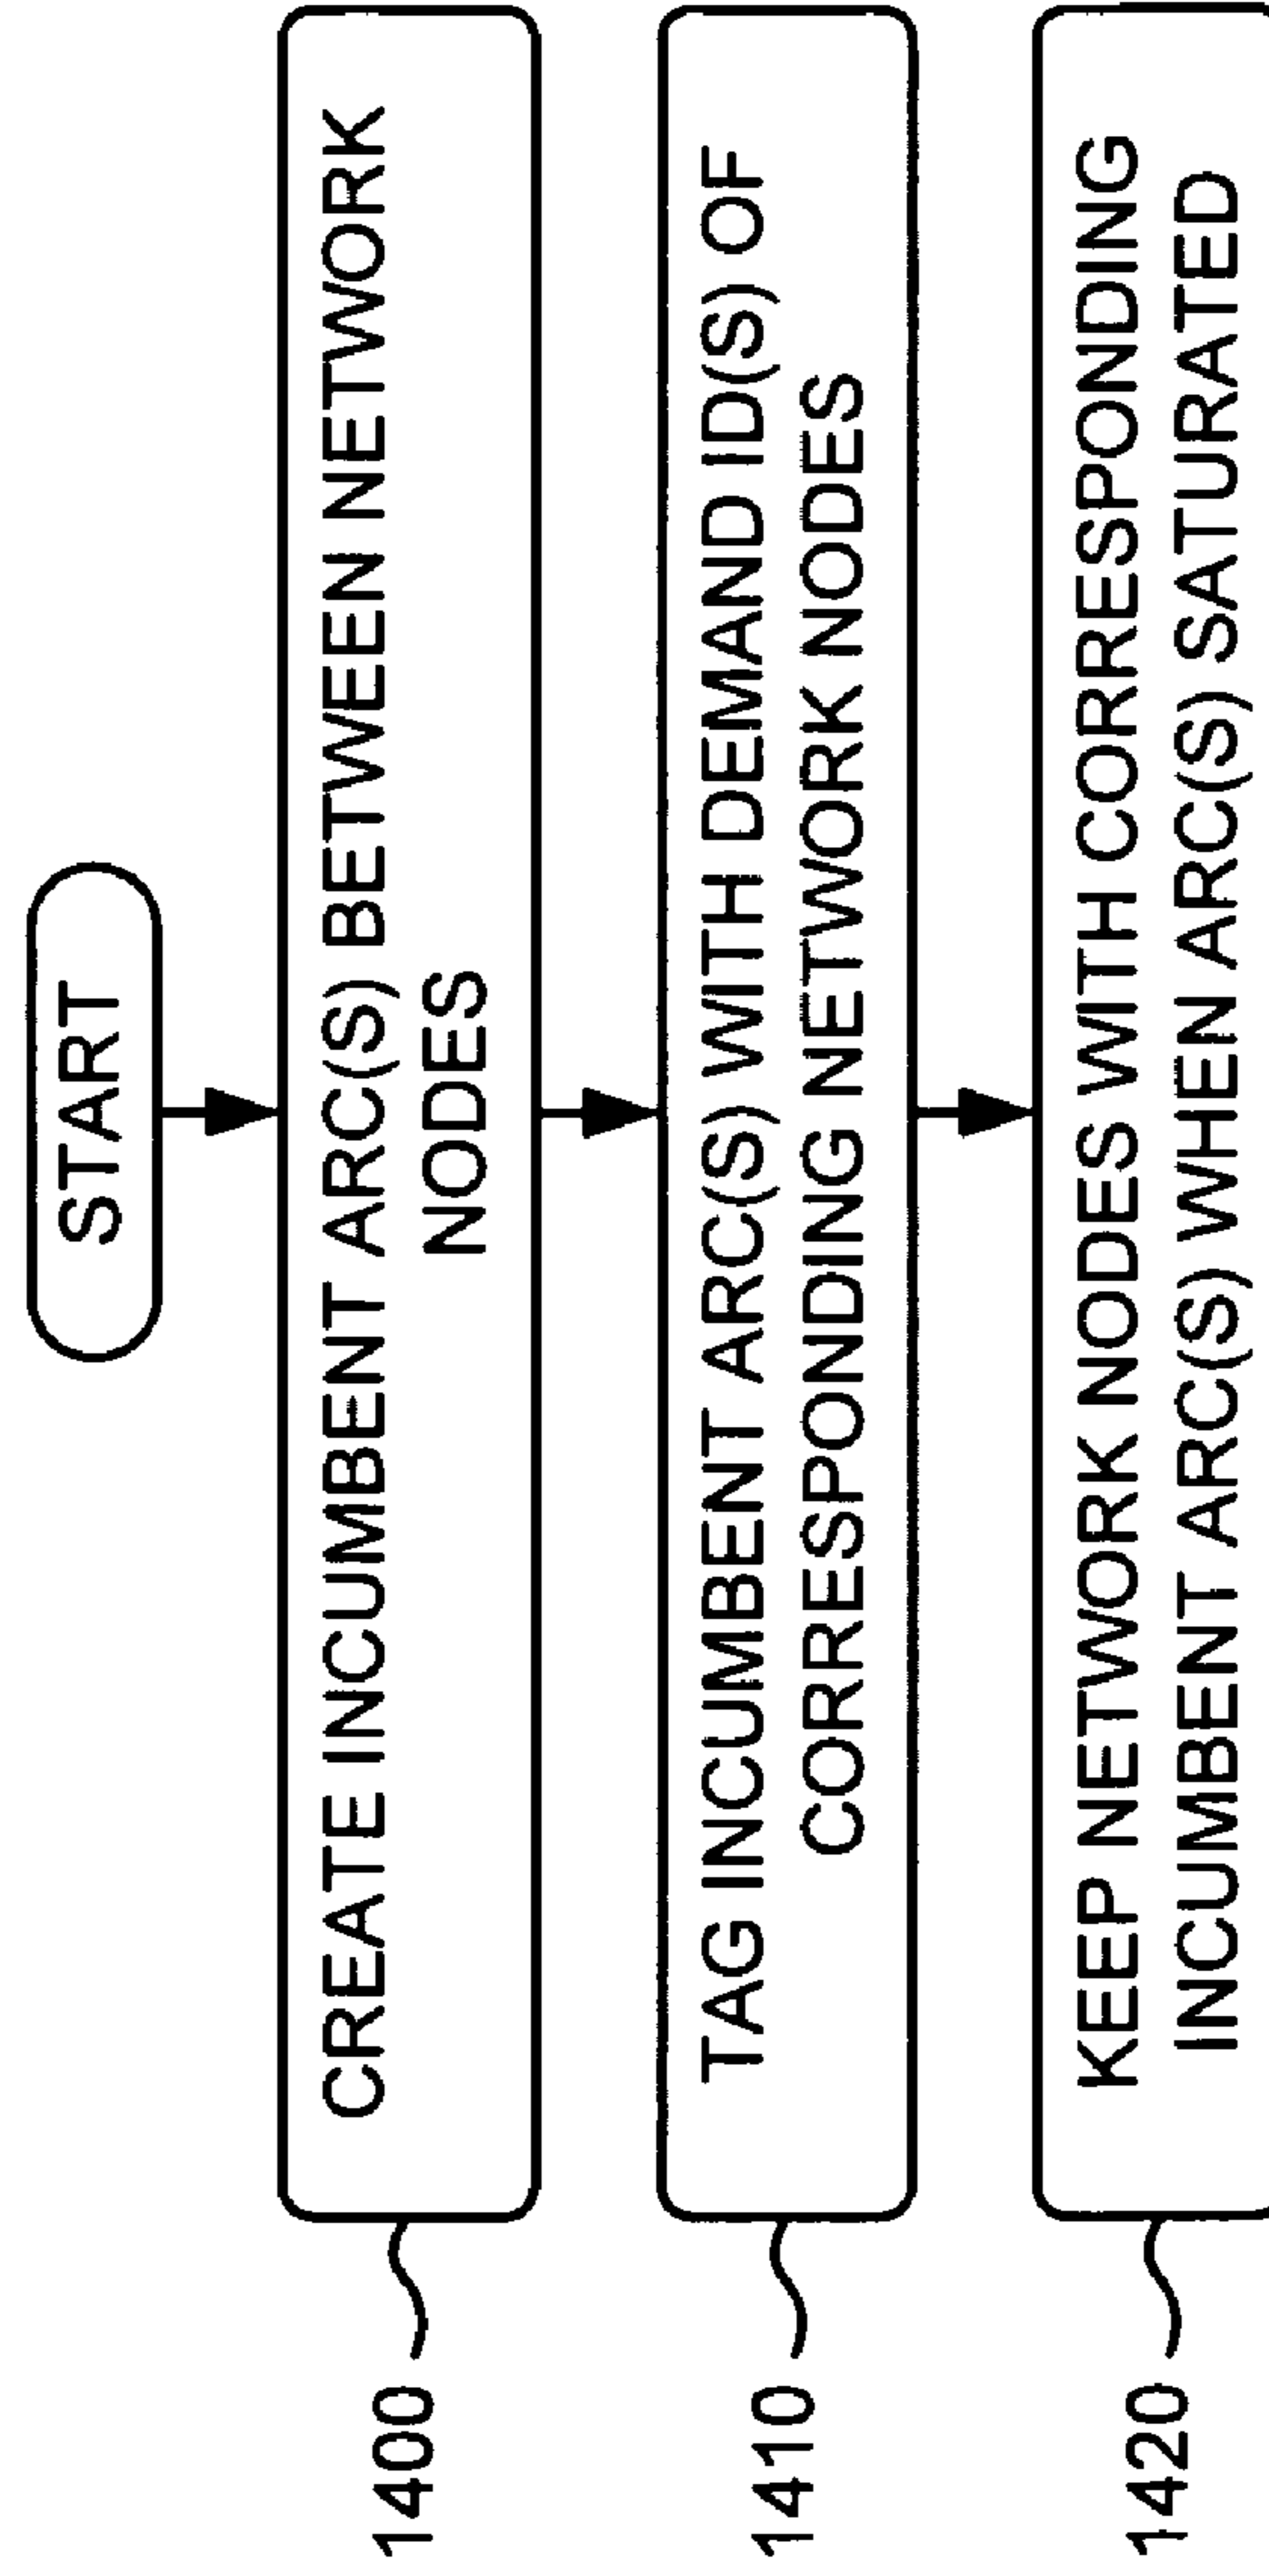 START
CREATE INCUMBENT ARC(S) BETWEEN NETWORK
NODES
1400
TAG INCUMBENT ARC(S) WITH DEMAND ID(S) OF
CORRESPONDING NETWORK NODES
1410
KEEP NETWORK NODES WITH CORRESPONDING
INCUMBENT ARC(S) WHEN ARC(S) SATURATED
1420